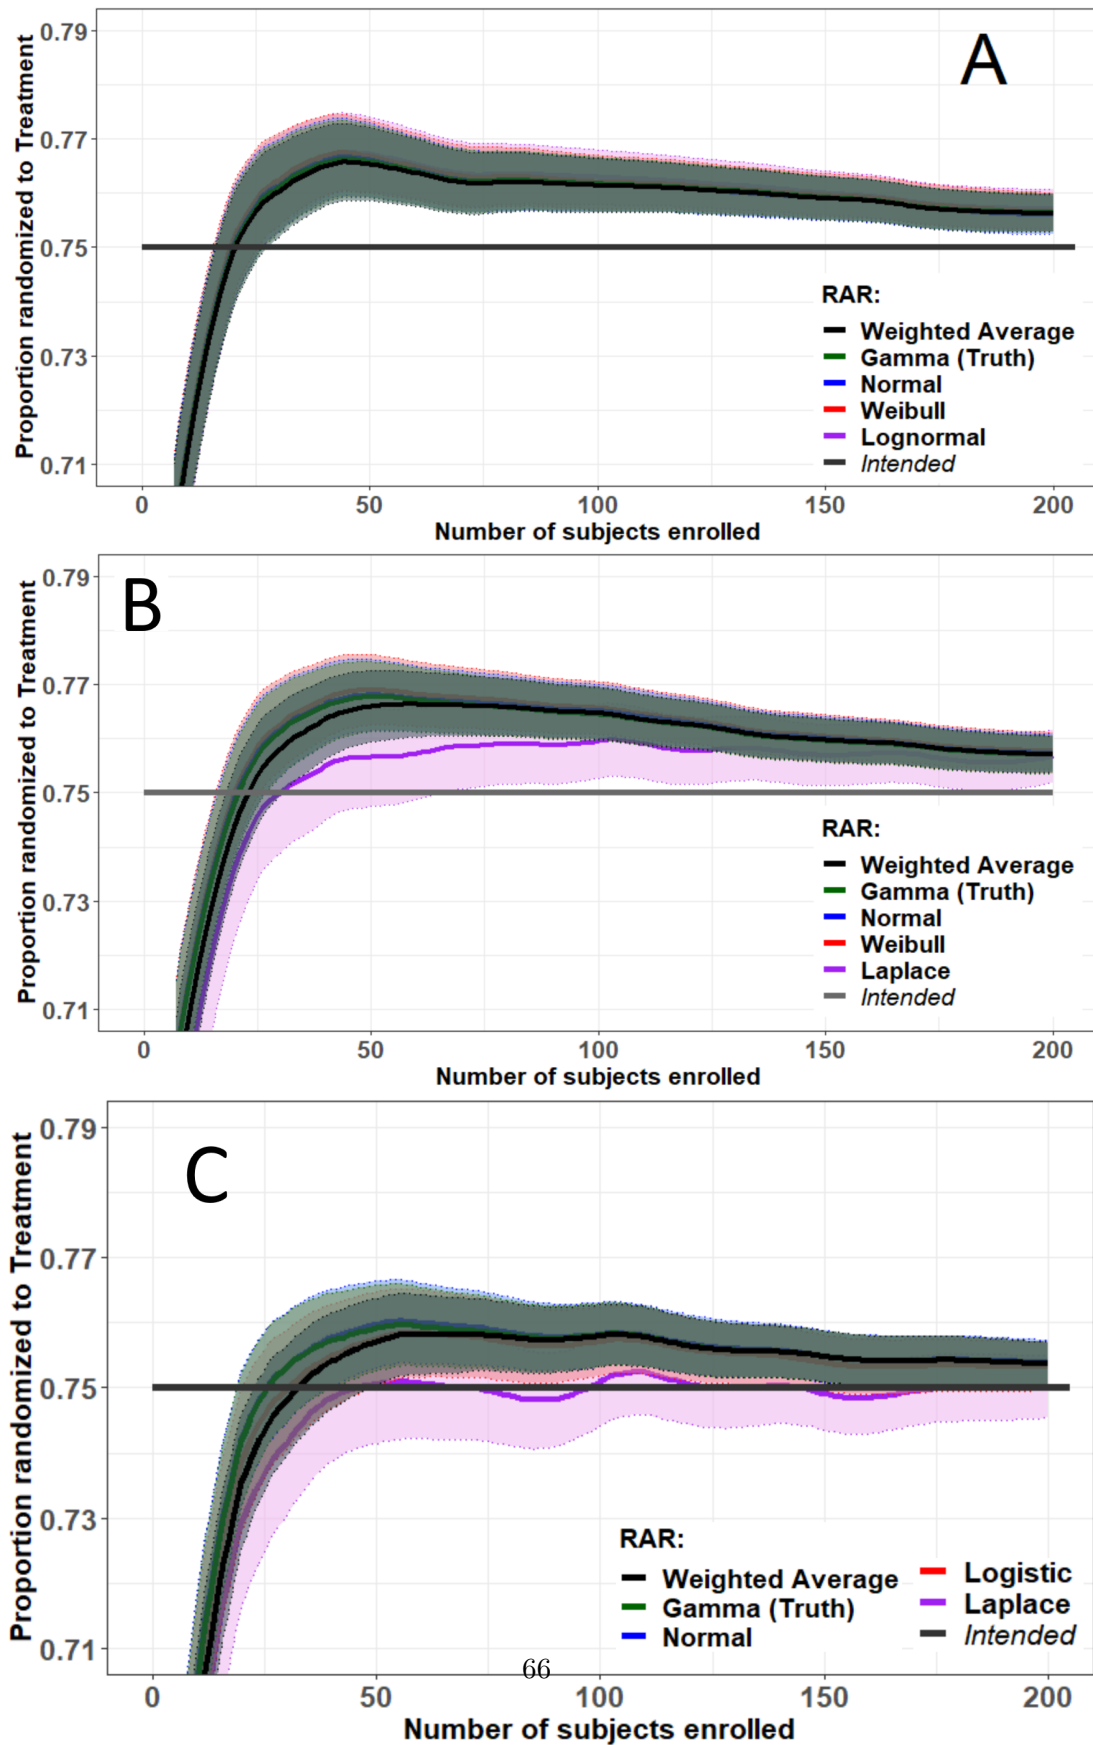 A
Proportion randomized to Treatment
0.79
0.77
0.75
0.73
0.71
RAR:
Weighted Average
Gamma (Truth)
Normal
Weibull
Lognormal
Intended
0 50 100 150 200
Number of subjects enrolled
B
Proportion randomized to Treatment
0.79
0.77
0.75
0.73
0.71
RAR:
Weighted Average
Gamma (Truth)
Normal
Weibull
Laplace
Intended
0 50 100 150 200
Number of subjects enrolled
C
Proportion randomized to Treatment
0.79
0.77
0.75
0.73
0.71
RAR:
Weighted Average
Gamma (Truth)
Normal
Logistic
Laplace
Intended
66
0 50 100 150 200
Number of subjects enrolled